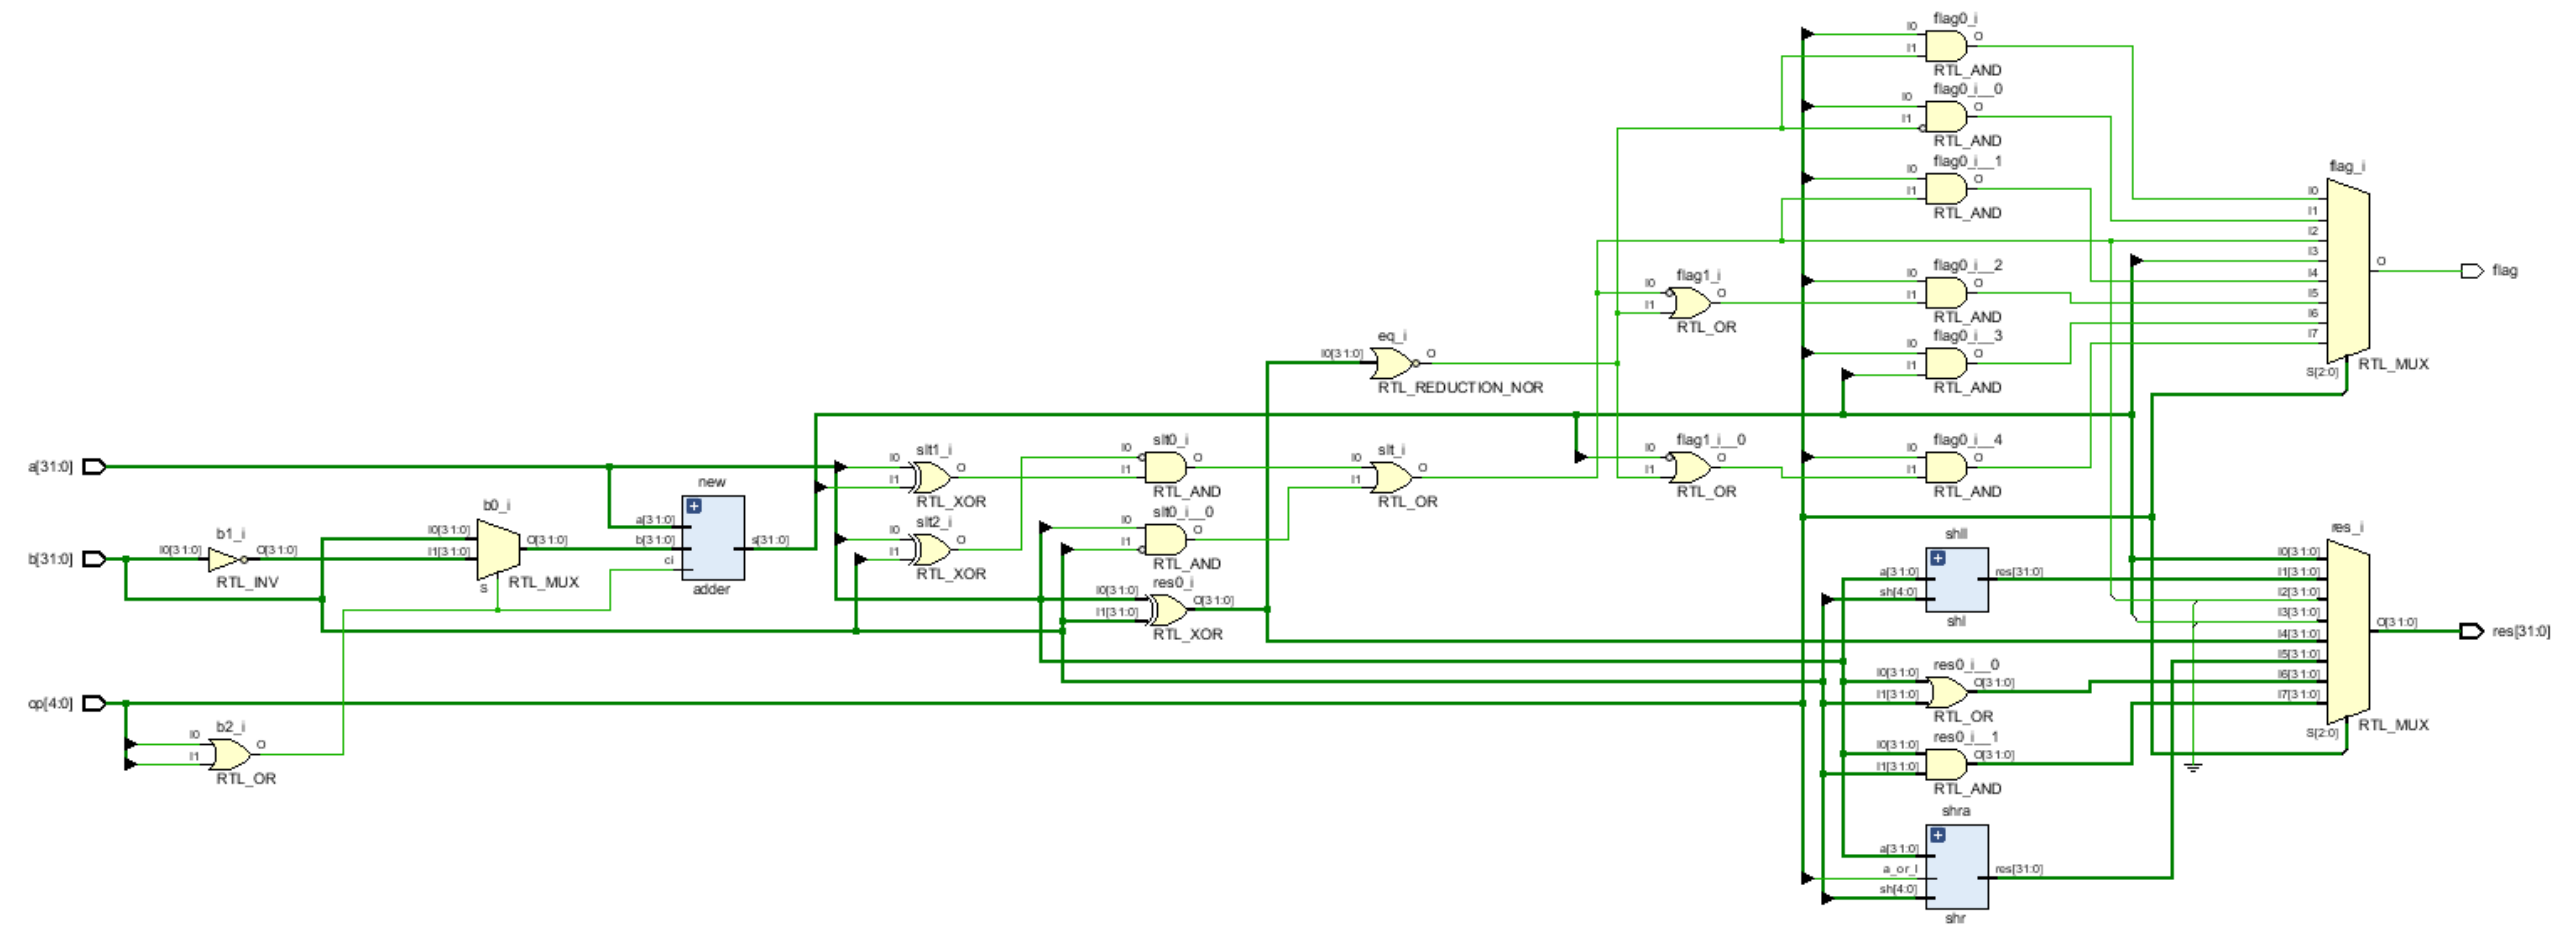 a[31:0]
b[31:0]
op[4:0]
b1_i
I0[31:0]
O[31:0]
RTL_INV
b2_i
I0
I1
O
RTL_OR
b0_i
I0[31:0]
I1[31:0]
O[31:0]
S
RTL_MUX
new
a[31:0]
b[31:0]
ci
s[31:0]
adder
slt1_i
I0
I1
O
RTL_XOR
slt2_i
I0
I1
O
RTL_XOR
slt0_i
I0
I1
O
RTL_AND
slt0_i__0
I0
I1
O
RTL_AND
res0_i
I0[31:0]
I1[31:0]
O[31:0]
RTL_XOR
eq_i
I0[31:0]
O
RTL_REDUCTION_NOR
slt_i
I0
I1
O
RTL_OR
flag1_i
I0
I1
O
RTL_OR
flag1_i__0
I0
I1
O
RTL_OR
flag0_i
I0
I1
O
RTL_AND
flag0_i__0
I0
I1
O
RTL_AND
flag0_i__1
I0
I1
O
RTL_AND
flag0_i__2
I0
I1
O
RTL_AND
flag0_i__3
I0
I1
O
RTL_AND
flag0_i__4
I0
I1
O
RTL_AND
shll
a[31:0]
sh[4:0]
res[31:0]
shl
res0_i__0
I0[31:0]
I1[31:0]
O[31:0]
RTL_OR
res0_i__1
I0[31:0]
I1[31:0]
O[31:0]
RTL_AND
shra
a[31:0]
a_or_l
sh[4:0]
res[31:0]
shr
flag_i
I0
I1
I2
I3
I4
I5
I6
I7
O
S[2:0]
RTL_MUX
flag
res_i
I0[31:0]
I1[31:0]
I2[31:0]
I3[31:0]
I4[31:0]
I5[31:0]
I6[31:0]
I7[31:0]
O[31:0]
S[2:0]
RTL_MUX
res[31:0]